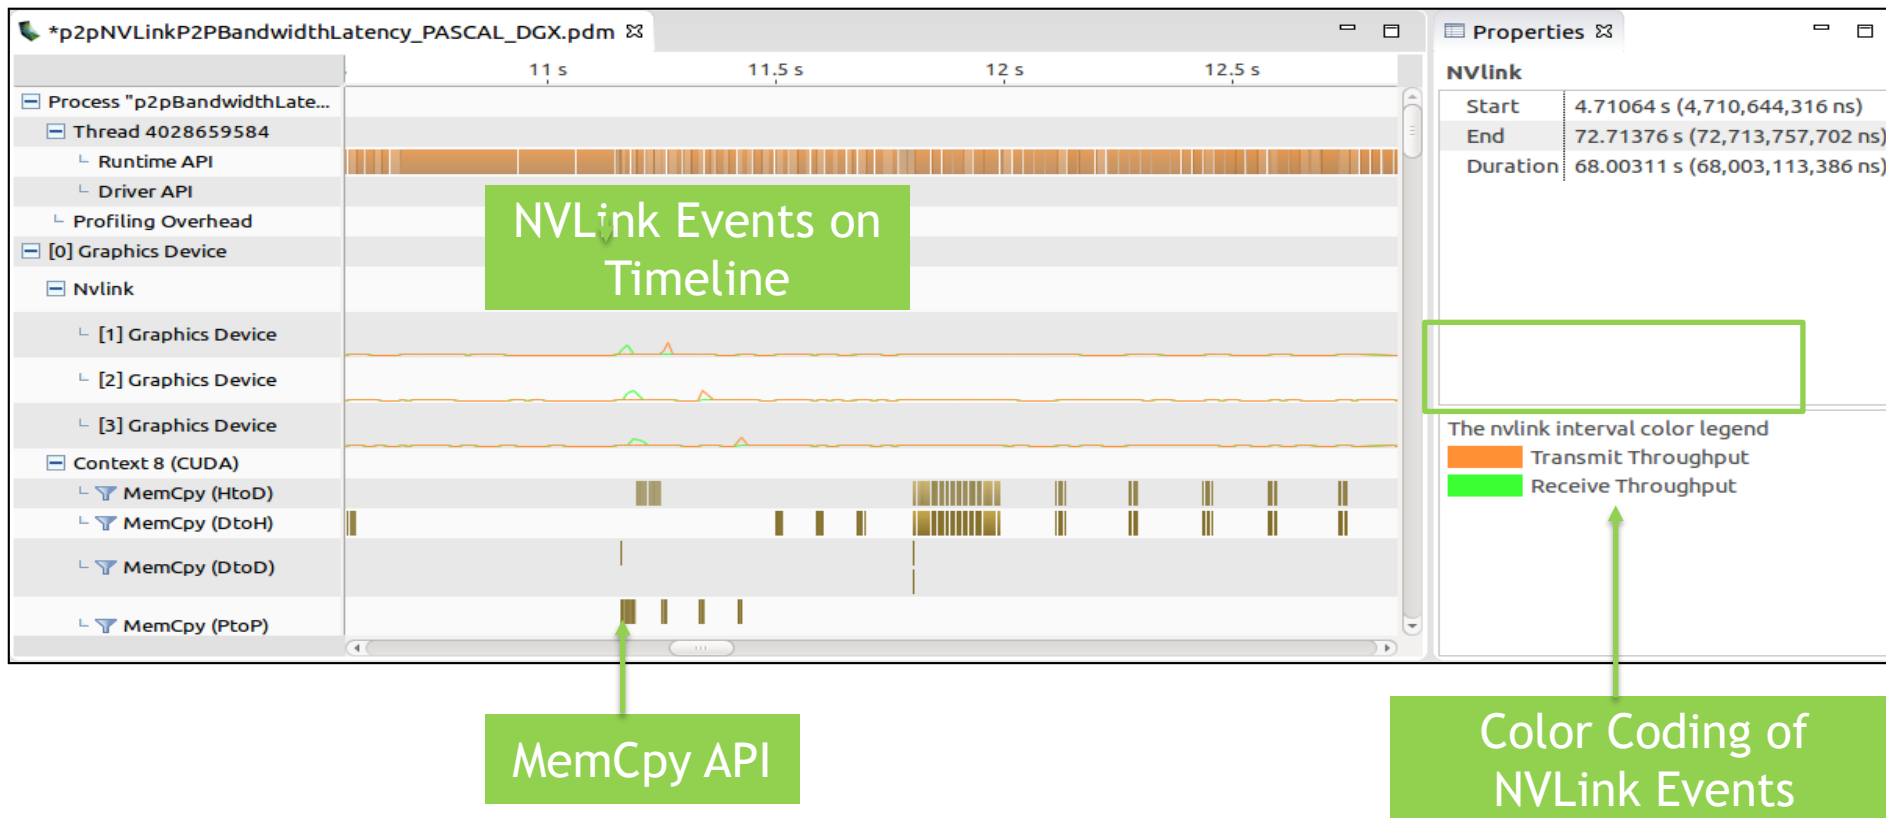 *p2pNVLinkP2PBandwidthLatency_PASCAL_DGX.pdm
11 s 11.5 s 12 s 12.5 s
Process "p2pBandwidthLate...
Thread 4028659584
Runtime API
Driver API
Profiling Overhead
[0] Graphics Device
Nvlink
[1] Graphics Device
[2] Graphics Device
[3] Graphics Device
Context 8 (CUDA)
MemCpy (HtoD)
MemCpy (DtoH)
MemCpy (DtoD)
MemCpy (PtoP)
NVLink Events on
Timeline
MemCpy API
Properties
NVlink
Start 4.71064 s (4,710,644,316 ns)
End 72.71376 s (72,713,757,702 ns)
Duration 68.00311 s (68,003,113,386 ns)
The nvlink interval color legend
Transmit Throughput
Receive Throughput
Color Coding of
NVLink Events